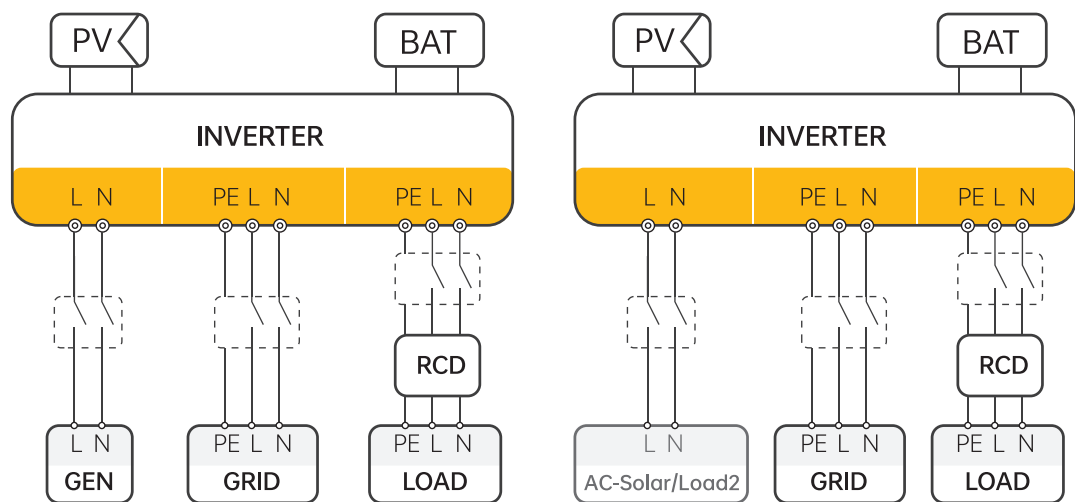 PV BAT
INVERTER
L N PE L N PE L N
RCD
L N PE L N PE L N
GEN GRID LOAD
PV BAT
INVERTER
L N PE L N PE L N
RCD
L N PE L N PE L N
AC-Solar/Load2 GRID LOAD